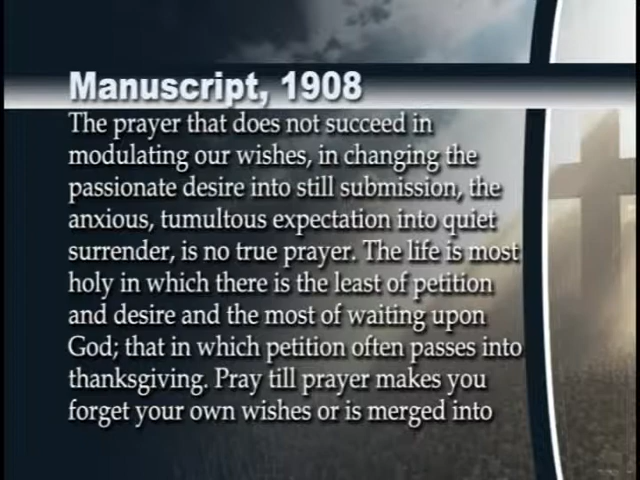 Manuscript, 1908
The prayer that does not succeed in
modulating our wishes, in changing the
passionate desire into still submission, the
anxious, tumultous expectation into quiet
surrender, is no true prayer. The life is most
holy in which there is the least of petition
and desire and the most of waiting upon
God; that in which petition often passes into
thanksgiving. Pray till prayer makes you
forget your own wishes or is merged into